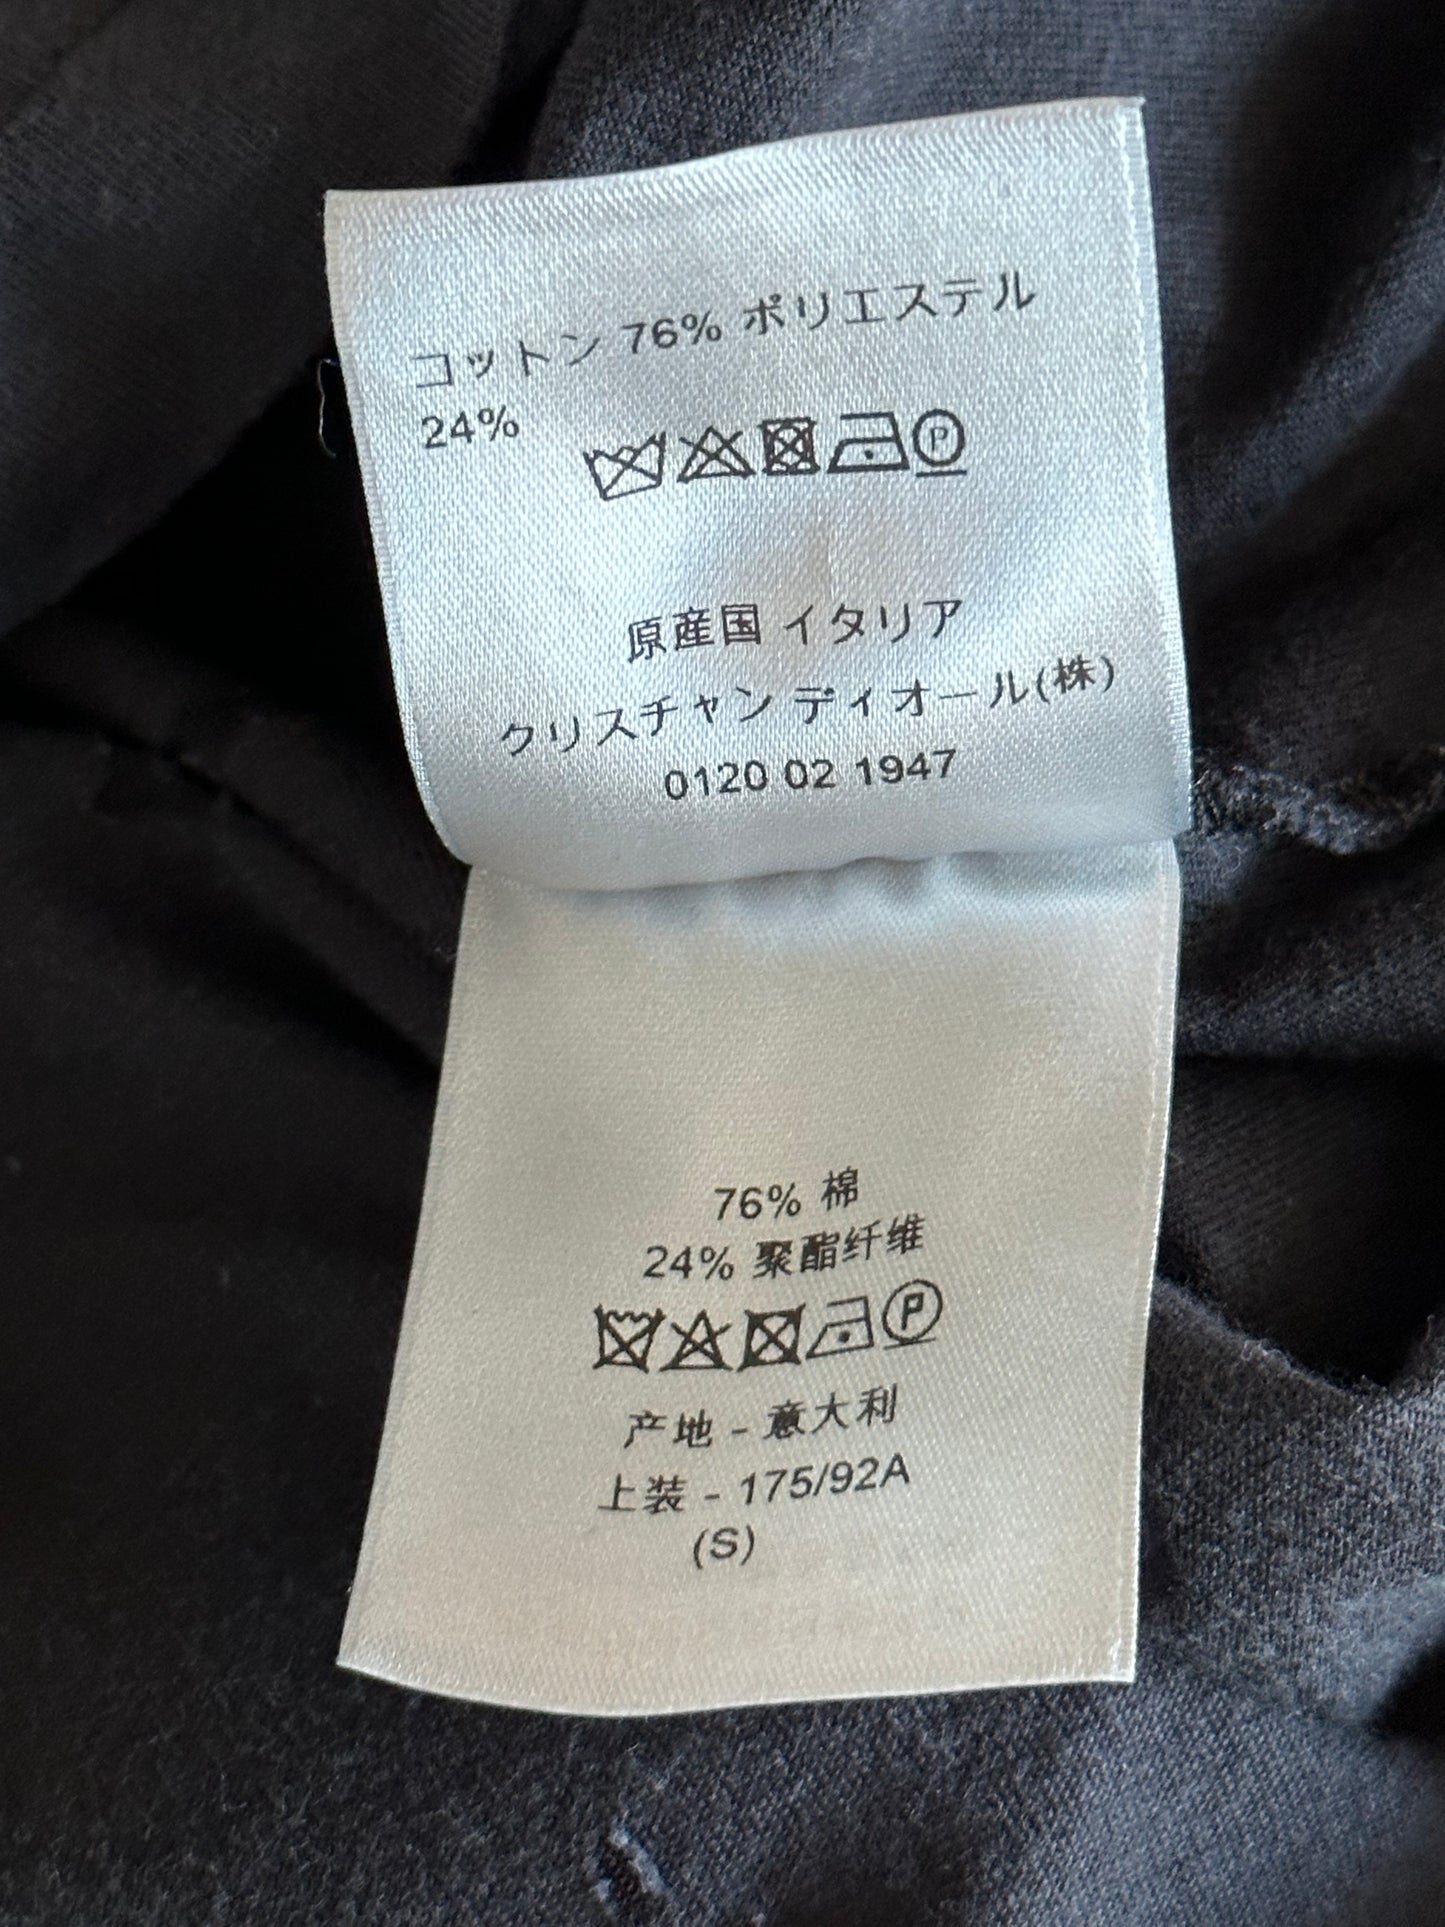 コットン 76% ポリエステル
24%
P
原産国 イタリア
クリスチャン ディオール(株)
0120 02 1947
76% 棉
24% 聚酯纤维
P
产地 - 意大利
上装 - 175/92A
(S)